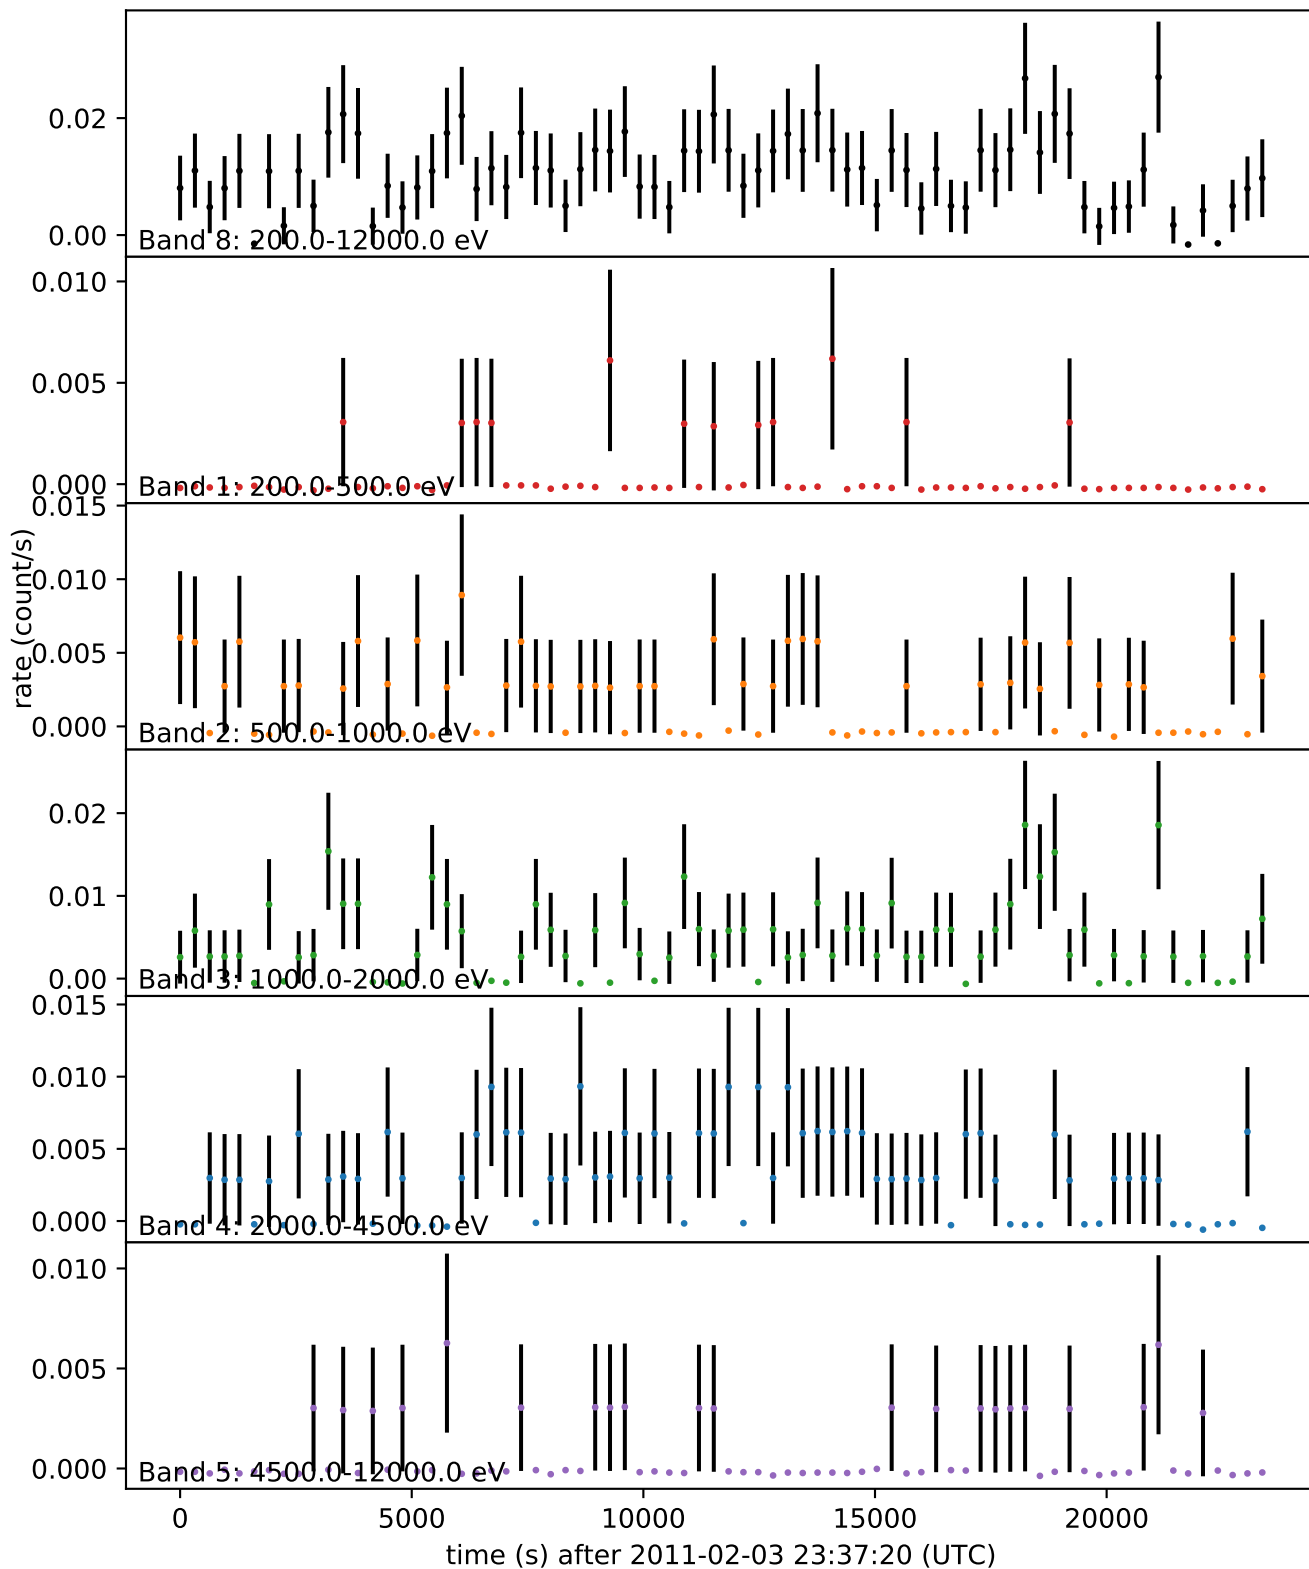 0.02
0.00
Band 8: 200.0-12000.0 eV
0.010
0.005
0.000
Band 1: 200.0-500.0 eV
0.015
0.010
0.005
0.000
Band 2: 500.0-1000.0 eV
rate (count/s)
0.02
0.01
0.00
Band 3: 1000.0-2000.0 eV
0.015
0.010
0.005
0.000
Band 4: 2000.0-4500.0 eV
0.010
0.005
0.000
Band 5: 4500.0-12000.0 eV
0 5000 10000 15000 20000
time (s) after 2011-02-03 23:37:20 (UTC)